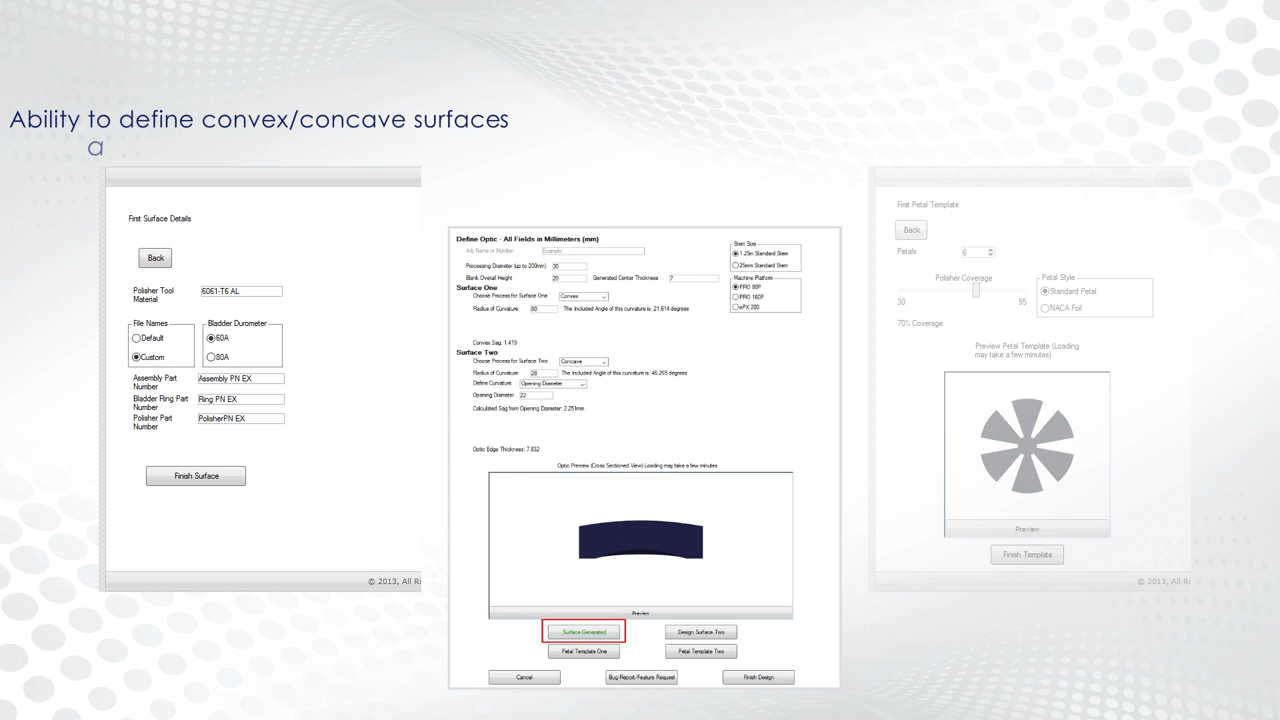 Ability to define convex/concave surfaces
a
First Surface Details
Back
Polisher Tool
Material
6061-T6 AL
File Names
Default
Custom
Bladder Durometer
60A
80A
Assembly Part
Number
Assembly PN EX
Bladder Ring Part
Number
Ring PN EX
Polisher Part
Number
PolisherPN EX
Finish Surface
© 2013, All Ri
Define Optic - All Fields in Millimeters (mm)
Job Name or Number Example
Processing Diameter (up to 200mm) 30
Blank Overall Height 20 Generated Center Thickness 7
Stem Size
1.25in Standard Stem
25mm Standard Stem
Machine Platform
PRO 80P
PRO 160P
ePX 200
Surface One
Choose Process for Surface One Convex
Radius of Curvature 80 The Included Angle of this curvature is: 21.614 degrees
Convex Sag: 1.419
Surface Two
Choose Process for Surface Two Concave
Radius of Curvature 28 The Included Angle of this curvature is: 46.265 degrees
Define Curvature Opening Diameter
Opening Diameter 22
Calculated Sag from Opening Diameter: 2.251mm
Optic Edge Thickness: 7.832
Optic Preview (Cross Sectioned View) Loading may take a few minutes
Preview
Surface Generated Design Surface Two
Petal Template One Petal Template Two
Cancel Bug Report/Feature Request Finish Design
First Petal Template
Back
Petals 6
Polisher Coverage
30 95
70% Coverage
Petal Style
Standard Petal
NACA Foil
Preview Petal Template (Loading
may take a few minutes)
Preview
Finish Template
© 2013, All Ri